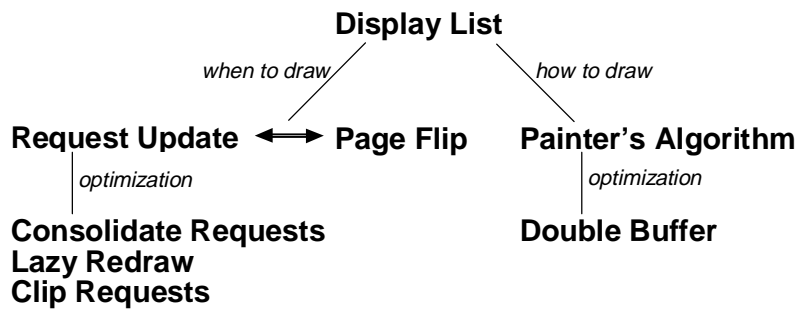 Display List
when to draw
how to draw
Request Update
Page Flip
Painter's Algorithm
optimization
optimization
Consolidate Requests
Double Buffer
Lazy Redraw
Clip Requests